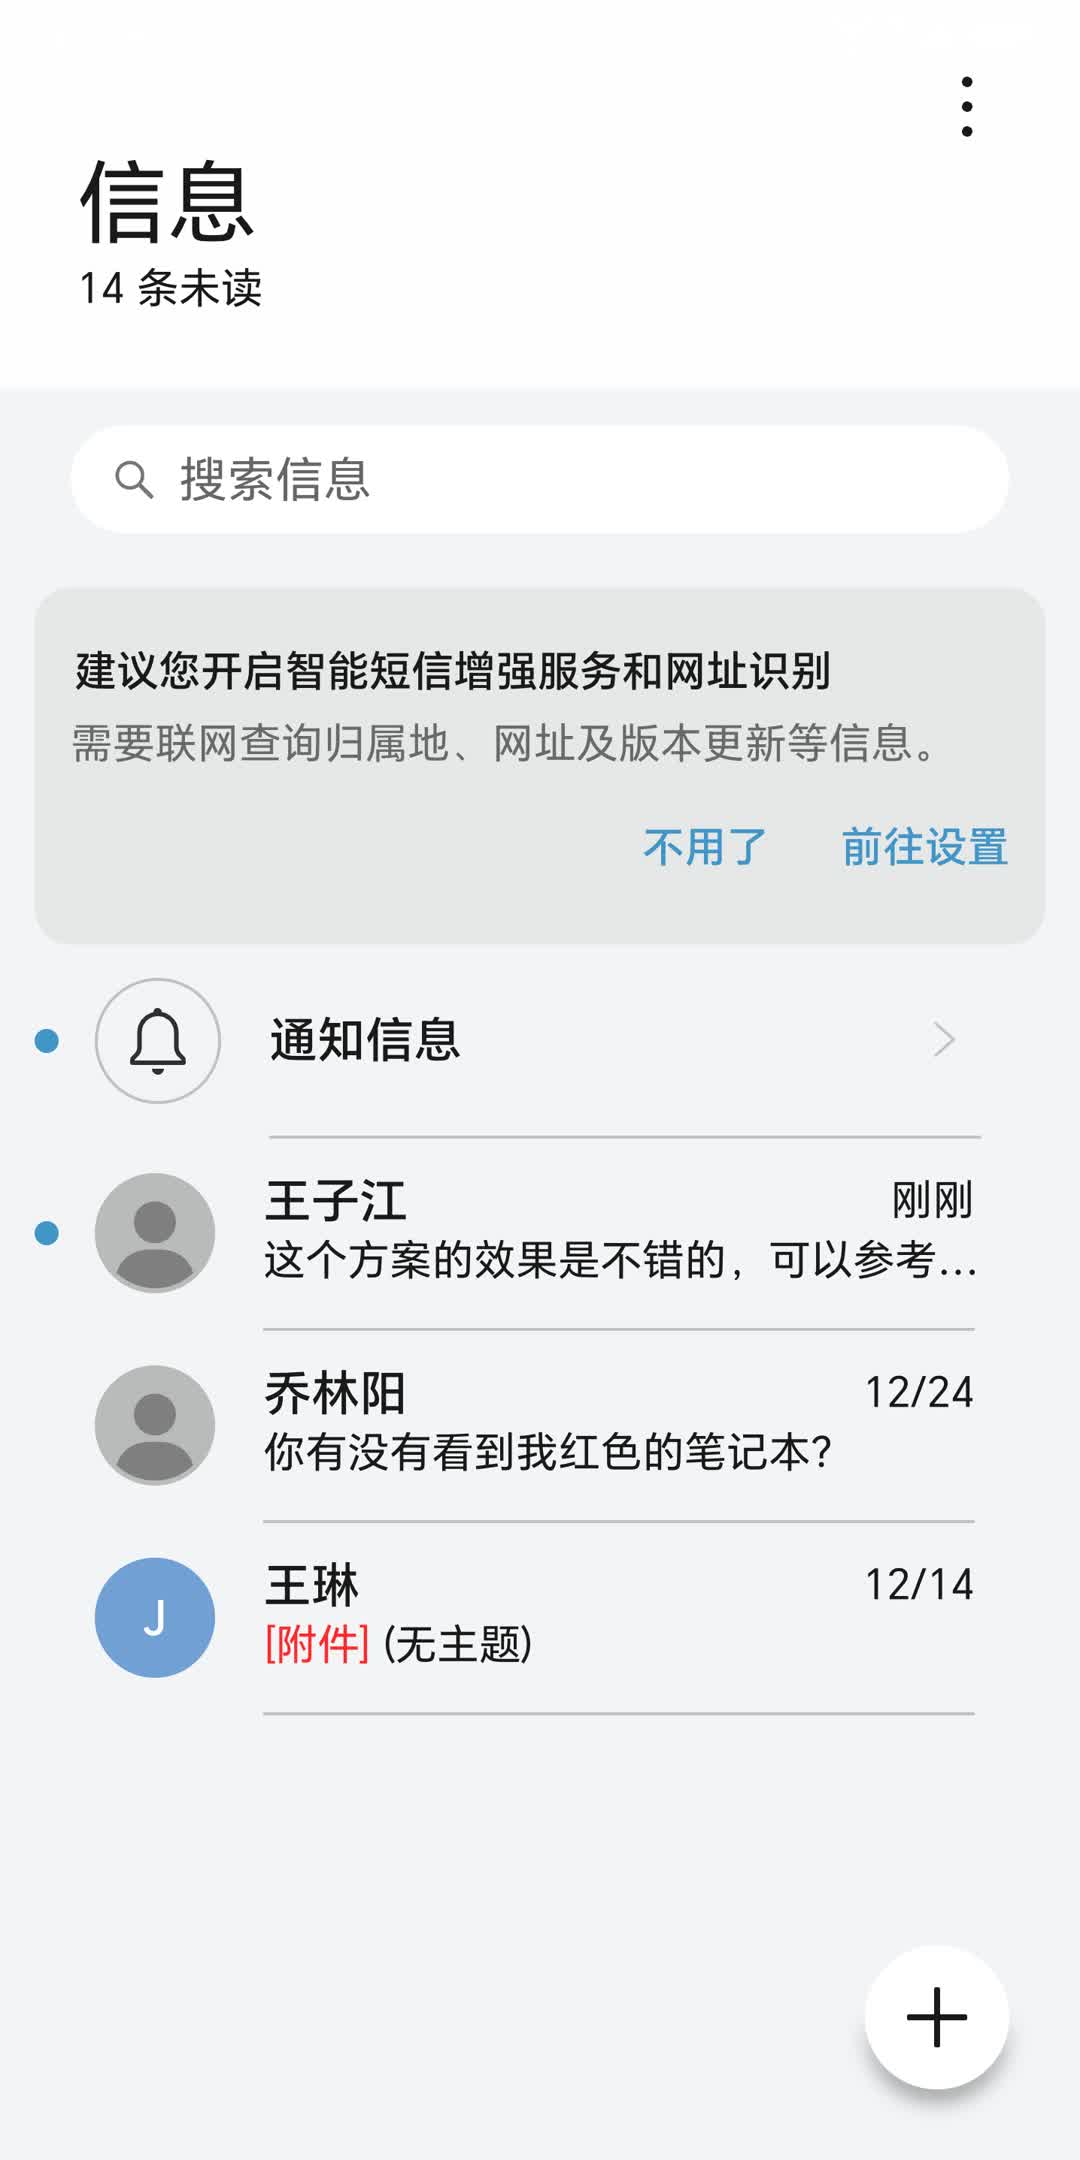 信息
14 条未读
搜索信息
建议您开启智能短信增强服务和网址识别
需要联网查询归属地、网址及版本更新等信息。
不用了 前往设置
通知信息
王子江 刚刚
这个方案的效果是不错的，可以参考...
乔林阳 12/24
你有没有看到我红色的笔记本?
J
王琳 12/14
[附件] (无主题)